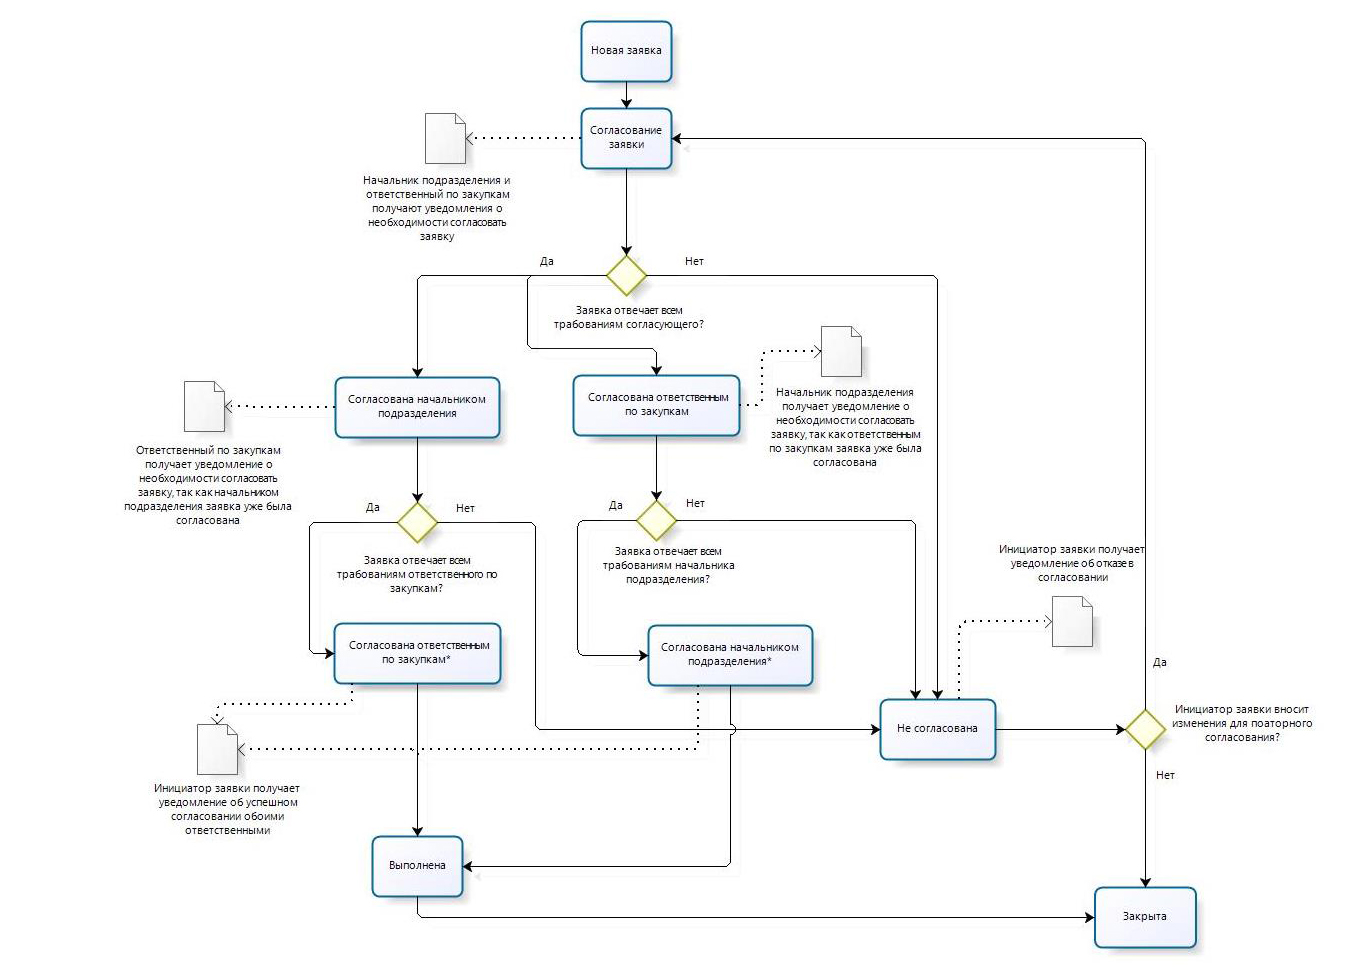 Новая заявка
Согласование
заявки
Начальник подразделения и
ответственный по закупкам
получают уведомления о
необходимости согласовать
заявку
Да
Нет
Заявка отвечает всем
трабованиям согласующего?
Согласована начальником
подразделения
Согласована ответственным
по закупкам
Начальник подразделения
получает уведомление о
необходимости согласовать
заявку, так как ответственным
по закупкам заявка уже была
согласована
Ответственный по закупкам
получает уведомление о
необходимости согласовать
заявку, так как начальником
подразделения заявка уже была
согласована
Да
Нет
Заявка отвечает всем
трабованиям ответственного по
закупкам?
Да
Нет
Заявка отвечает всем
требованиям начальника
подразделения?
Инициатор заявки получает
уведомление об отказе в
согласовании
Согласована ответственным
по закупкам*
Согласована начальником
подразделения*
Не согласована
Да
Инициатор заявки вносит
изменения для поаторного
согласования?
Нет
Инициатор заявки получает
уведомление об успешном
согласовании обоими
ответственными
Выполнена
Закрыта